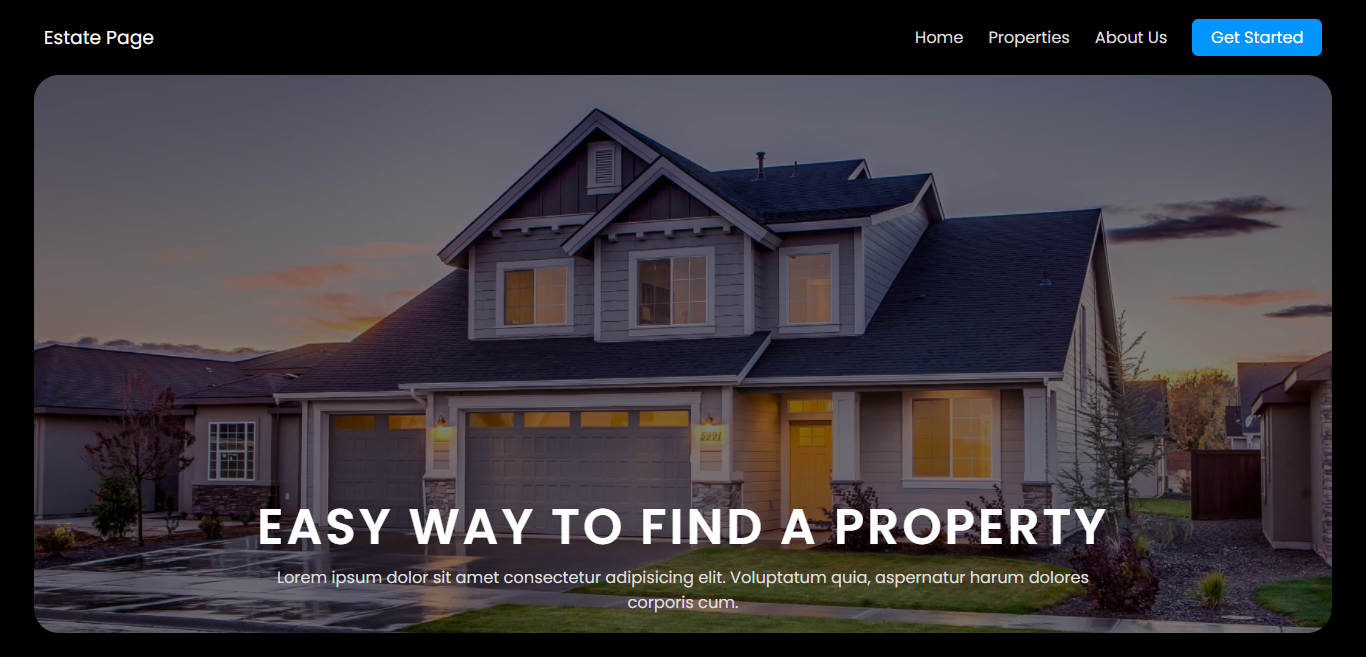 Estate Page
Home Properties About Us Get Started
5991
EASY WAY TO FIND A PROPERTY
Lorem ipsum dolor sit amet consectetur adipisicing elit. Voluptatum quia, aspernatur harum dolores
corporis cum.